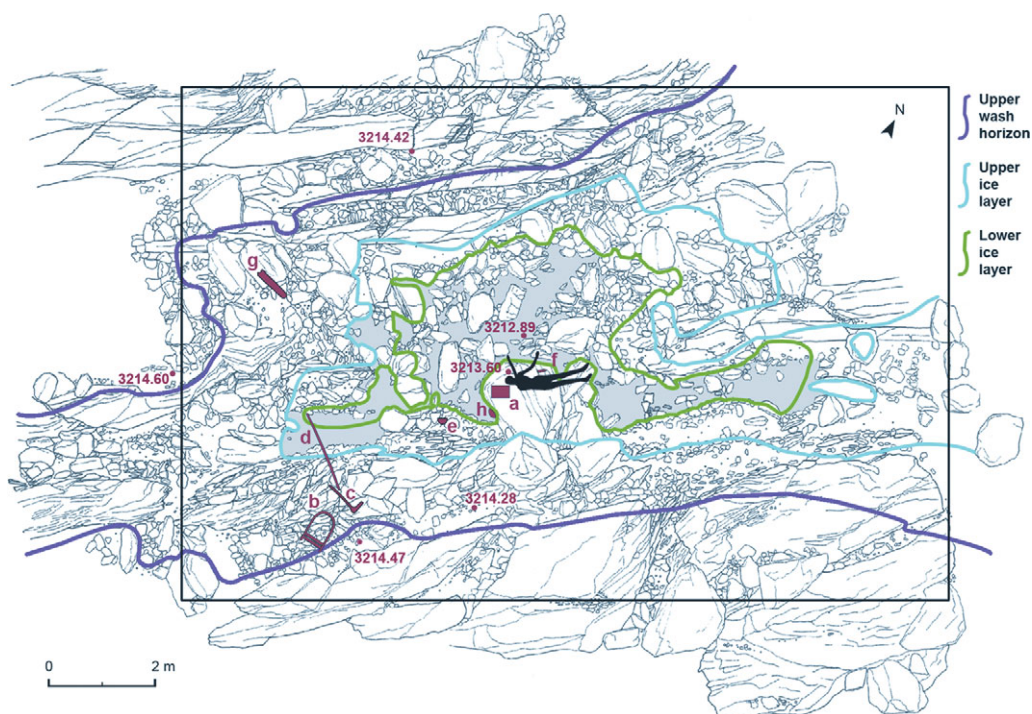 Upper
wash
horizon
N
3214.42
Upper
ice
layer
Lower
ice
layer
g
3212.89
3214.60
3213.60
f
a
h
e
d
c
b
3214.28
3214.47
0
2 m